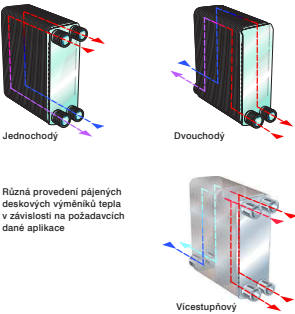 Jednochodý
Dvouchodý
Různá provedení pájených
deskových výměníků tepla
v závislosti na požadavcích
dané aplikace
Vícestupňový